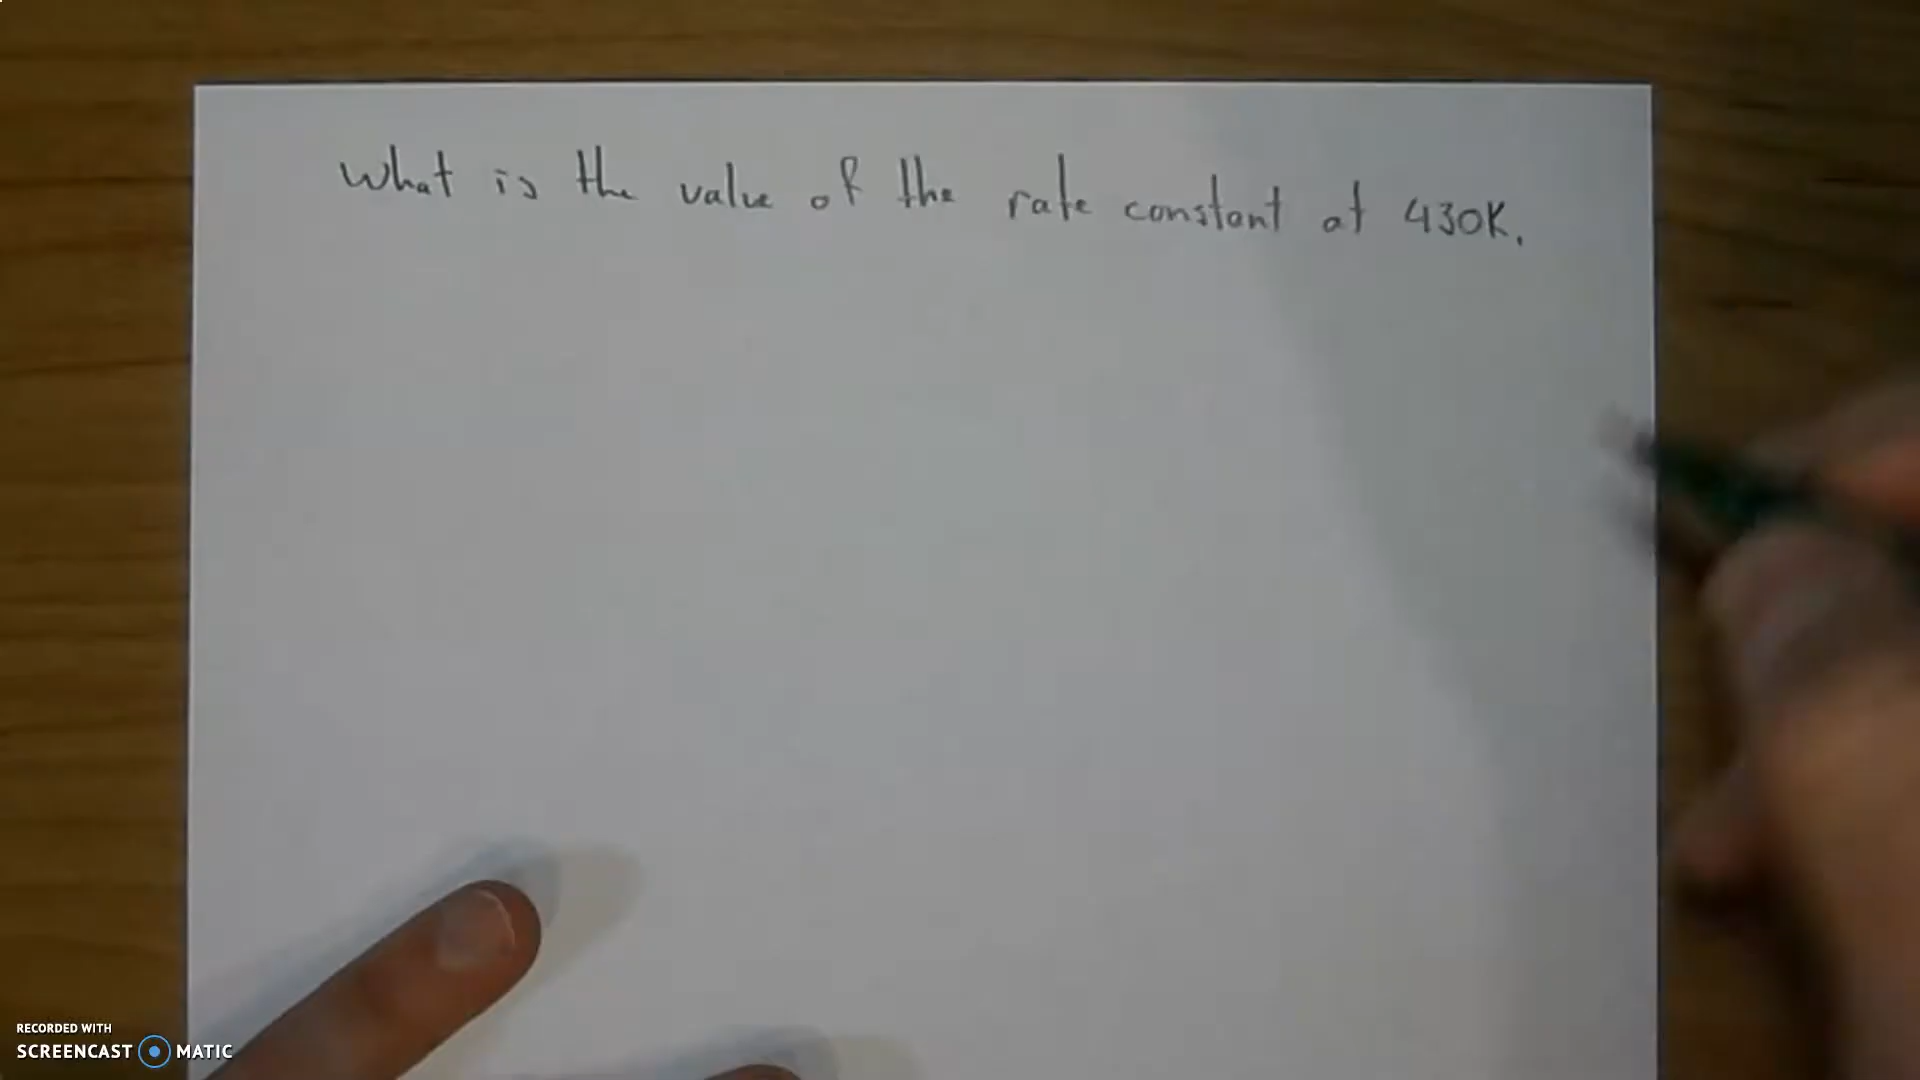 What is the value of the rate constant at 430K.
RECORDED WITH
SCREENCAST MATIC